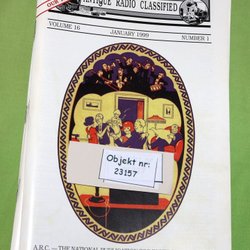 ANTIQUE RADIO CLASSIFIED
VOLUME 16
JANUARY 1999
NUMBER 1
Objekt nr:
23157
A.R.C. — THE NATIONAL